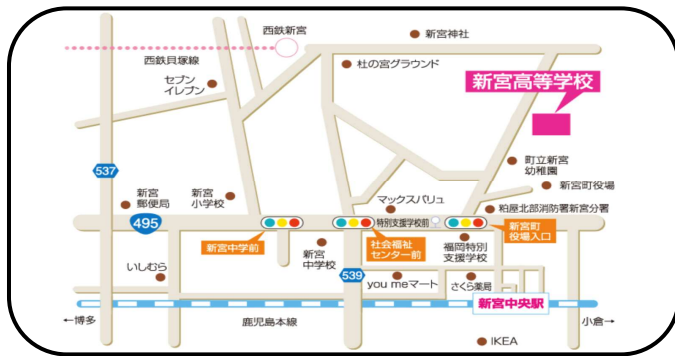 西鉄新宮
新宮神社
西鉄貝塚線
杜の宮グラウンド
セブン
イレブン
新宮高等学校
537
町立新宮
幼稚園
新宮町役場
新宮
郵便局
新宮
小学校
マックスバリュ
粕屋北部消防署新宮分署
495
特別支援学校前
新宮中学前
社会福祉
センター前
新宮町
役場入口
新宮
中学校
福岡特別
支援学校
いしむら
539
you meマート
さくら薬局
新宮中央駅
←博多
鹿児島本線
小倉→
IKEA